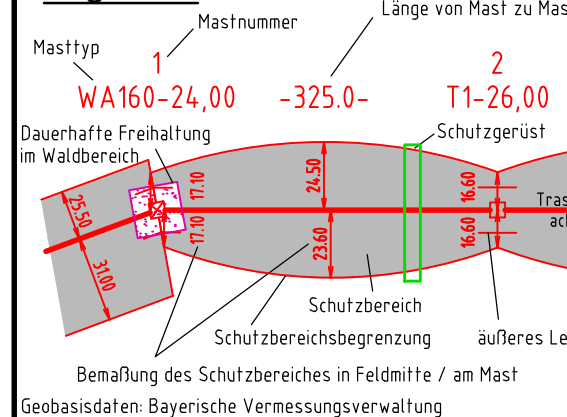 Länge von Mast zu Mas
Mastnummer
Masttyp
1
2
WA160-24,00
-325.0-
T1-26,00
Dauerhafte Freihaltung
im Waldbereich
Schutzgerüst
17.10
24.50
16.60
25.50
Tras
ac
17.10
23.60
16.60
31.00
Schutzbereich
Schutzbereichsbegrenzung
äußeres Le
Bemaßung des Schutzbereiches in Feldmitte / am Mast
Geobasisdaten: Bayerische Vermessungsverwaltung